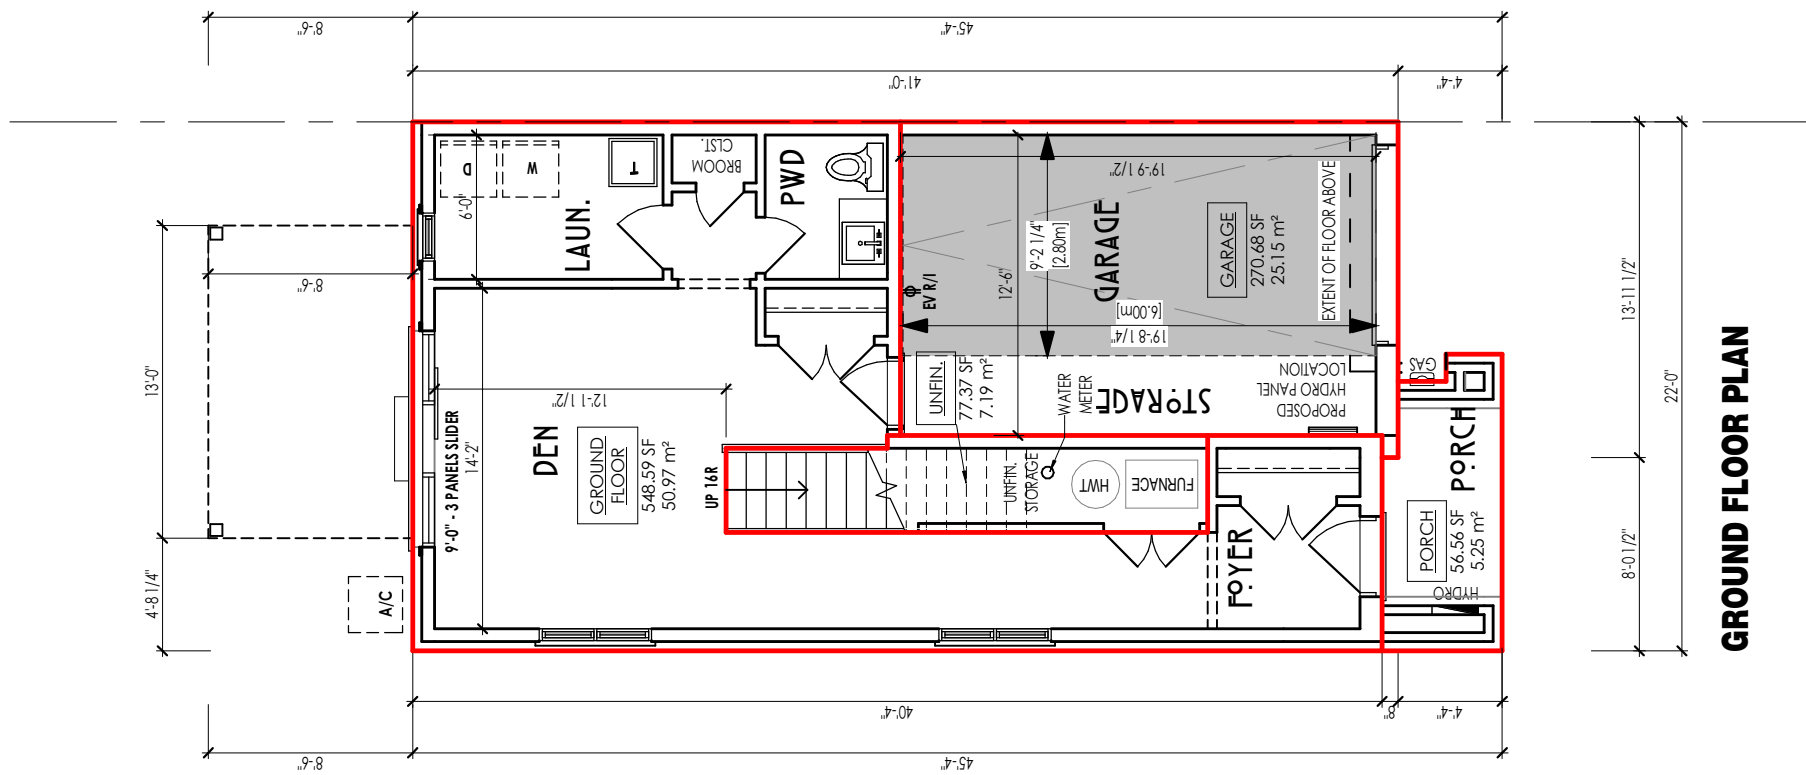 8'-6"
45'-4"
41'-0"
4'-4"
13'-0"
4'-8 1/4"
8'-6"
A/C
D
W
T
6'-0"
LAUN.
BROOM
CLST.
PWD
9'-0" - 3 PANELS SLIDER
14'-2"
12'-1 1/2"
DEN
GROUND
FLOOR
548.59 SF
50.97 m²
UP 16R
EV R/I
19'-9 1/2"
12'-6"
9'-2 1/4"
[2.80m]
GARAGE
19'-8 1/4"
[6.00m]
GARAGE
270.68 SF
25.15 m²
EXTENT OF FLOOR ABOVE
UNFIN.
77.37 SF
7.19 m²
WATER
METER
STORAGE
PROPOSED
HYDRO PANEL
LOCATION
UNFIN.
STORAGE
HWT
FURNACE
FOYER
GAS
PORCH
PORCH
56.56 SF
5.25 m²
HYDRO
13'-11 1/2"
8'-0 1/2"
22'-0"
40'-4"
8"
4'-4"
8'-6"
45'-4"
GROUND FLOOR PLAN